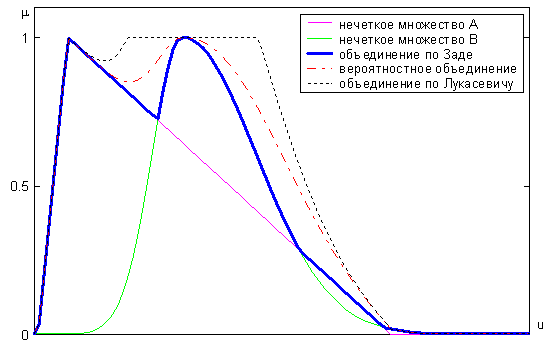 μ
1
0.5
0
u
нечеткое множество A
нечеткое множество B
объединение по Заде
вероятностное объединение
объединение по Лукасевичу